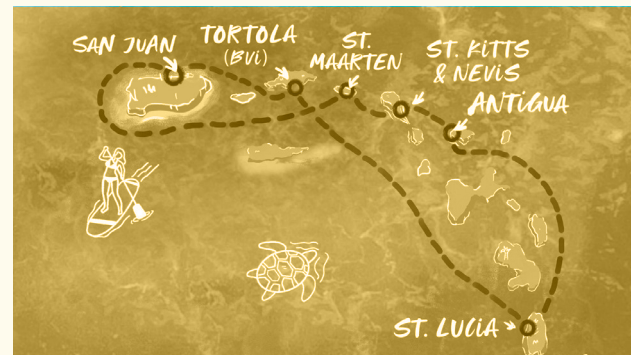 SAN JUAN
TORTOLA
(BVI)
ST.
MAARTEN
ST. KITTS
& NEVIS
ANTIGUA
ST. LUCIA